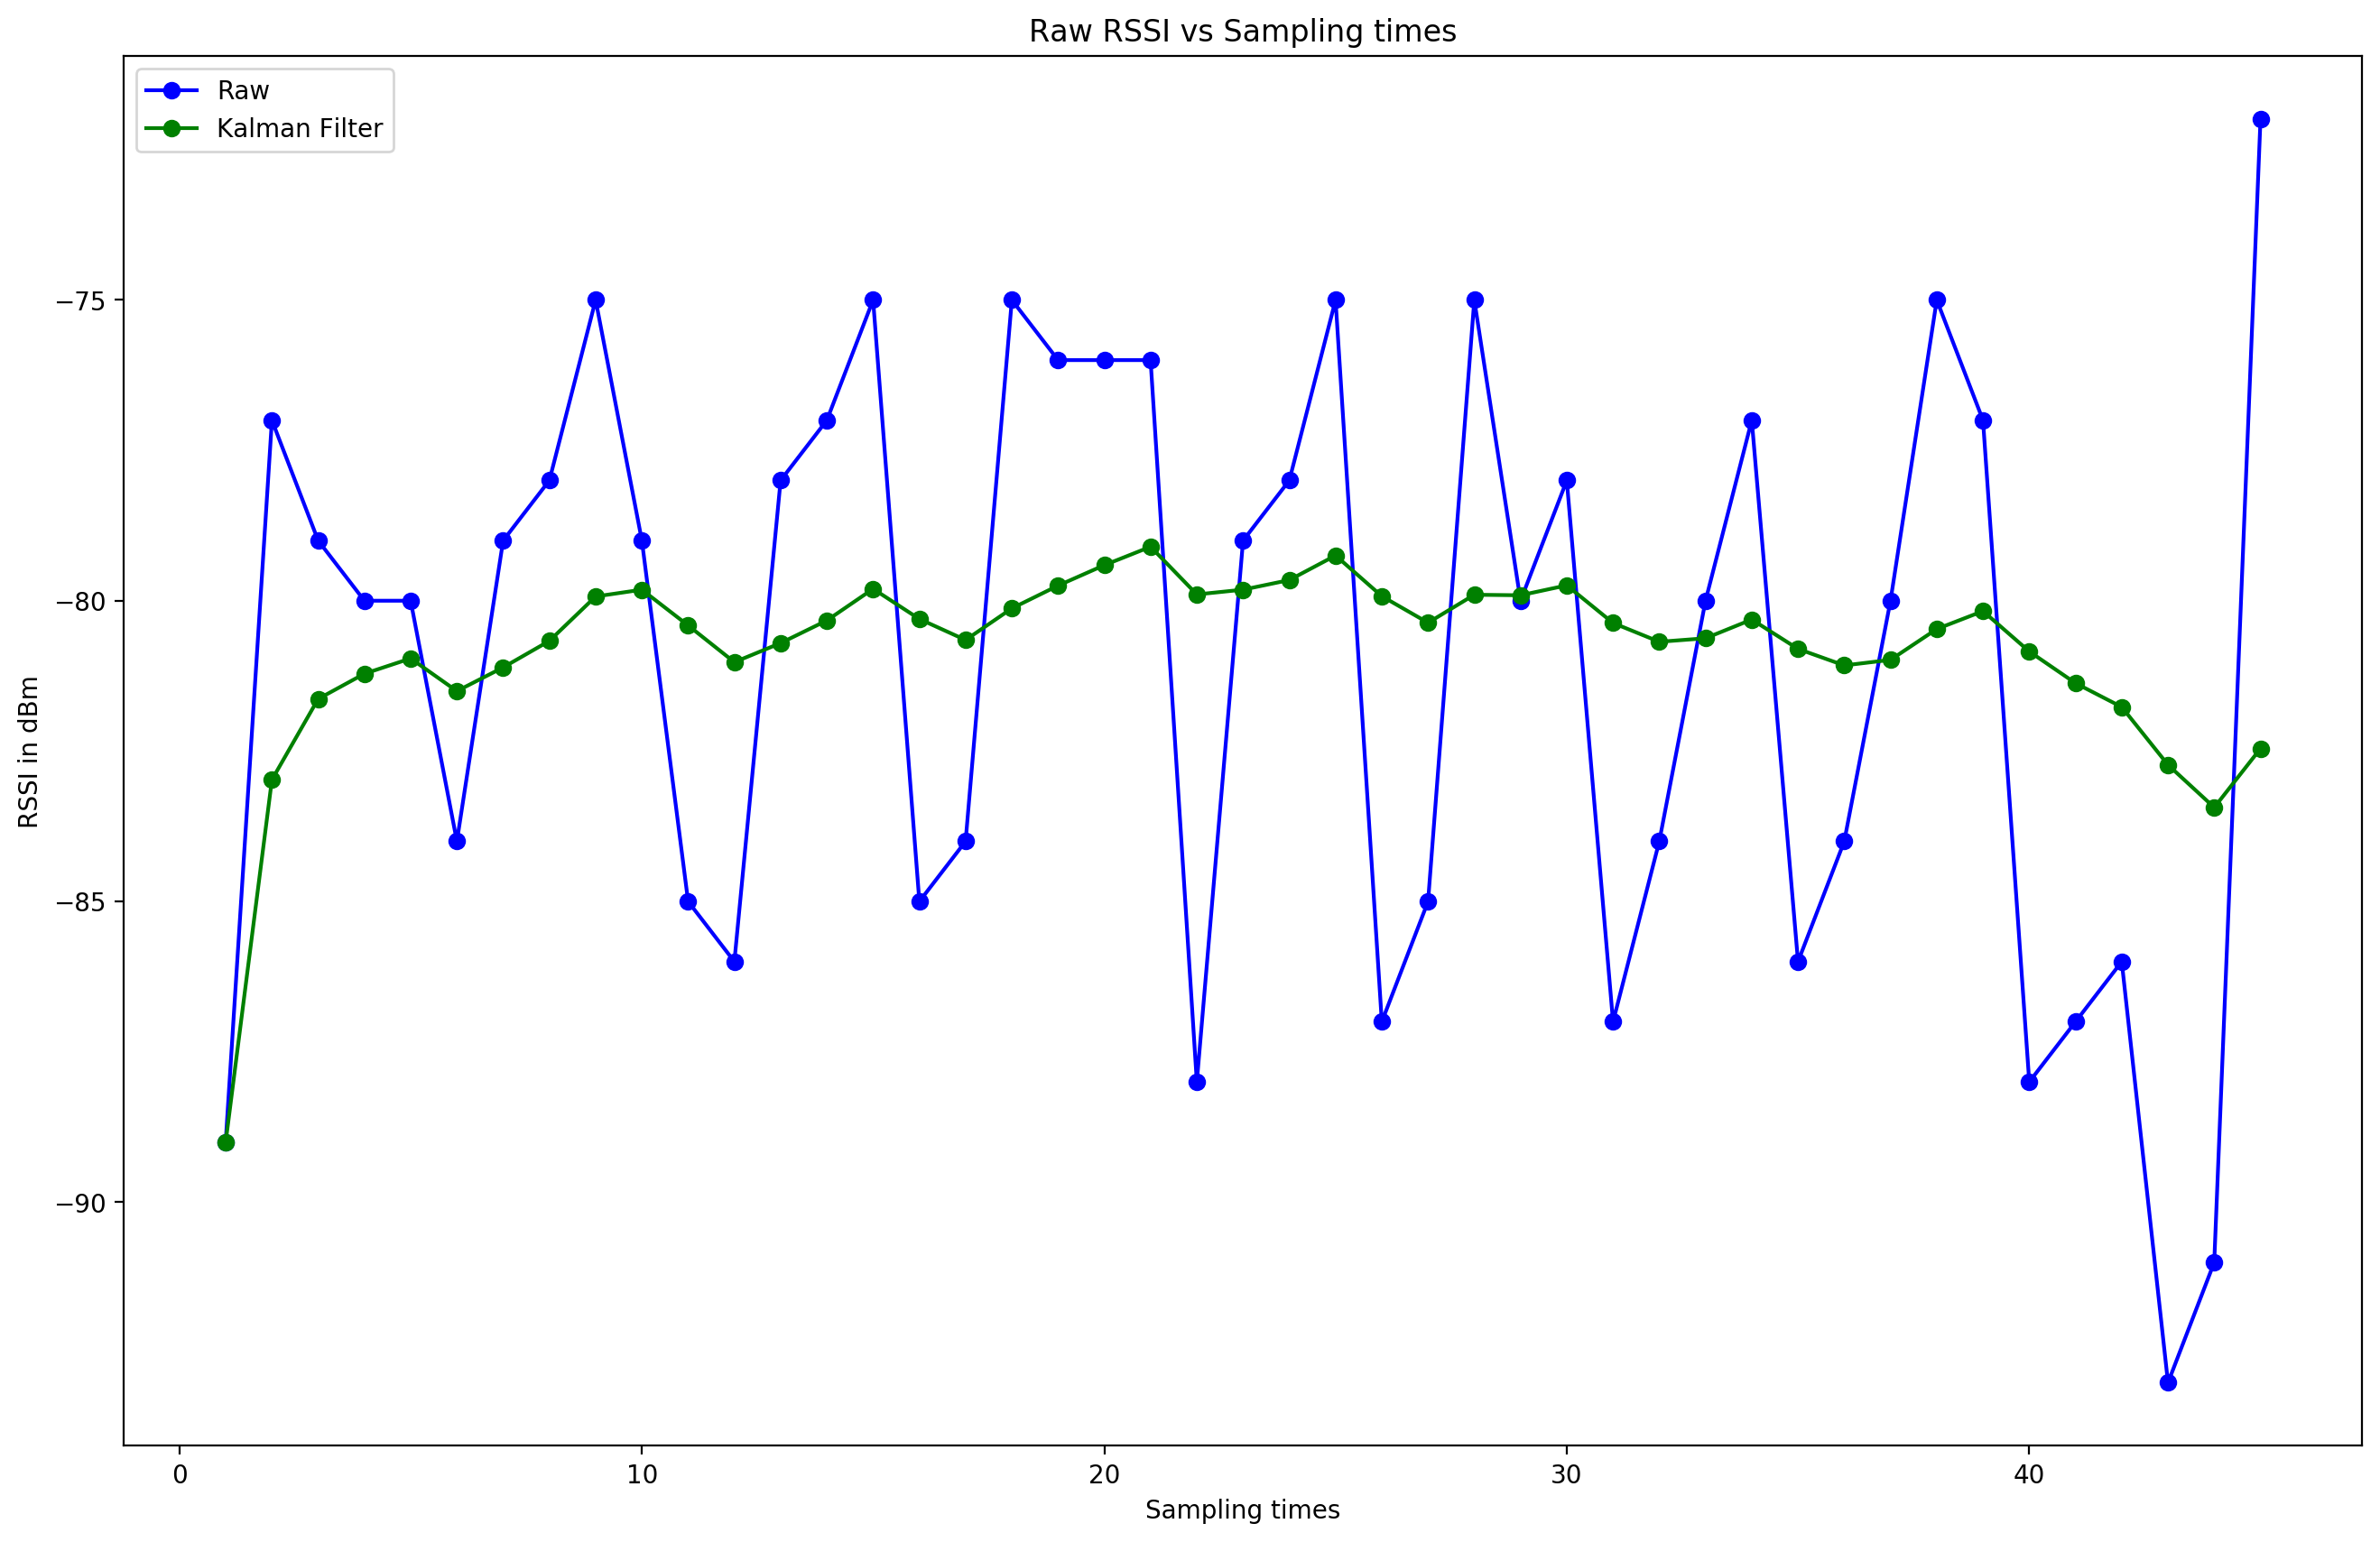 Raw RSSI vs Sampling times
Raw
Kalman Filter
−75
−80
−85
−90
RSSI in dBm
0 10 20 30 40
Sampling times